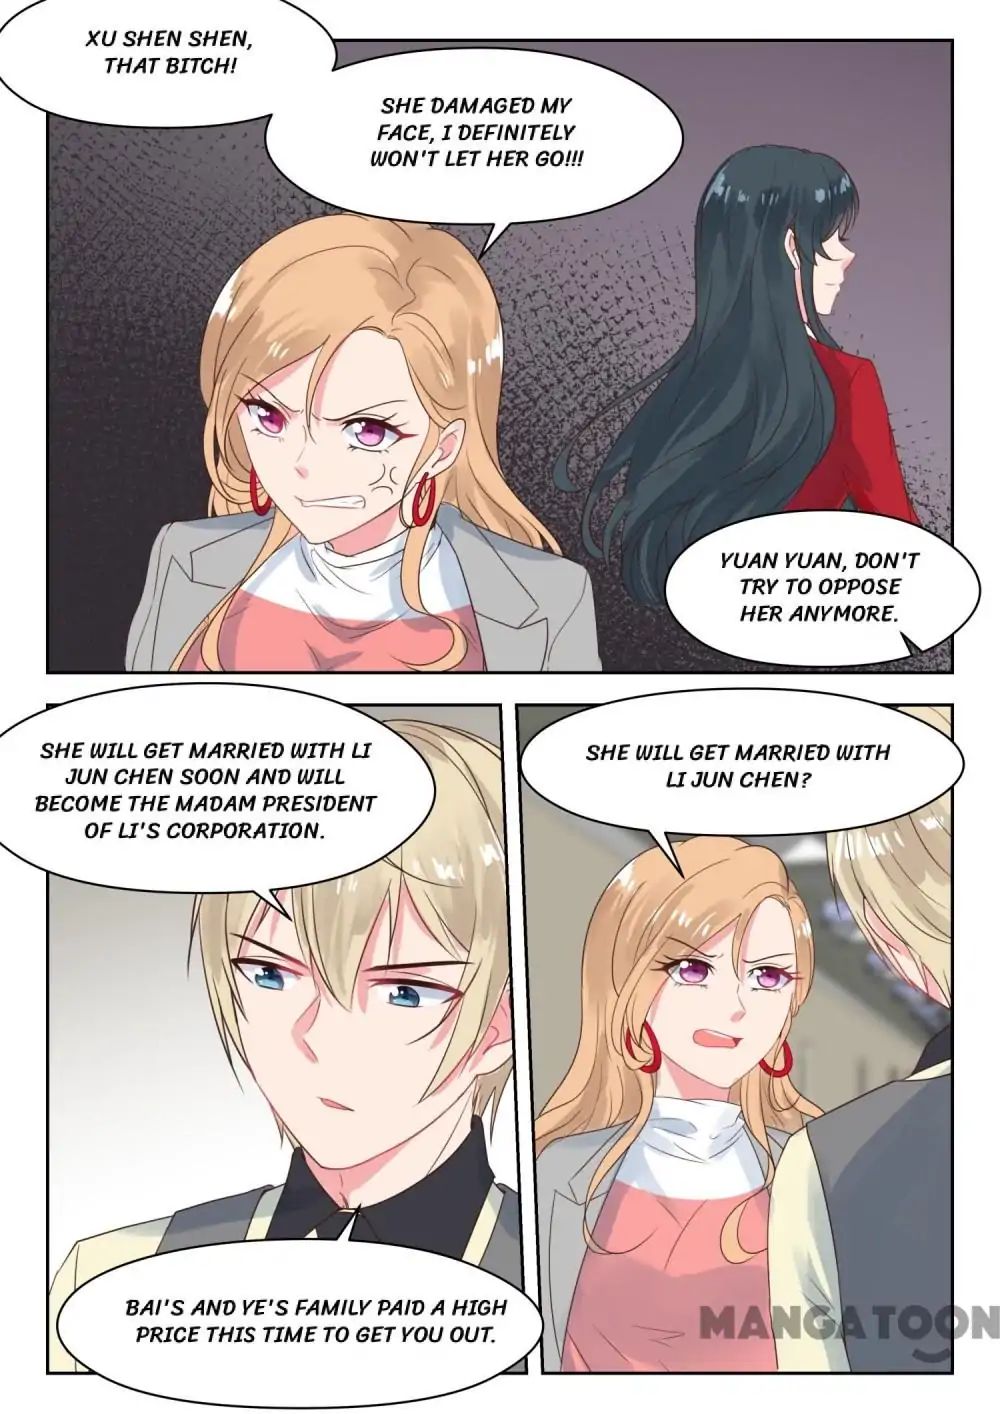 XU SHEN SHEN,
THAT BITCH!
SHE DAMAGED MY
FACE, I DEFINITELY
WON'T LET HER GO!!!
YUAN YUAN, DON'T
TRY TO OPPOSE
HER ANYMORE.
SHE WILL GET MARRIED WITH LI
JUN CHEN SOON AND WILL
BECOME THE MADAM PRESIDENT
OF LI'S CORPORATION.
SHE WILL GET MARRIED WITH
LI JUN CHEN?
BAI'S AND YE'S FAMILY PAID A HIGH
PRICE THIS TIME TO GET YOU OUT.
MANGATOON